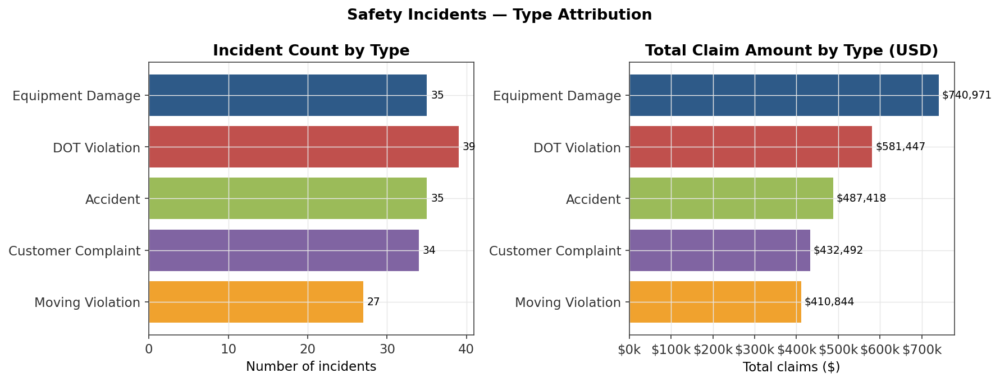 Safety Incidents — Type Attribution
Incident Count by Type
Equipment Damage
35
DOT Violation
39
Accident
35
Customer Complaint
34
Moving Violation
27
0 10 20 30 40
Number of incidents
Total Claim Amount by Type (USD)
Equipment Damage
$740,971
DOT Violation
$581,447
Accident
$487,418
Customer Complaint
$432,492
Moving Violation
$410,844
$0k $100k $200k $300k $400k $500k $600k $700k
Total claims ($)